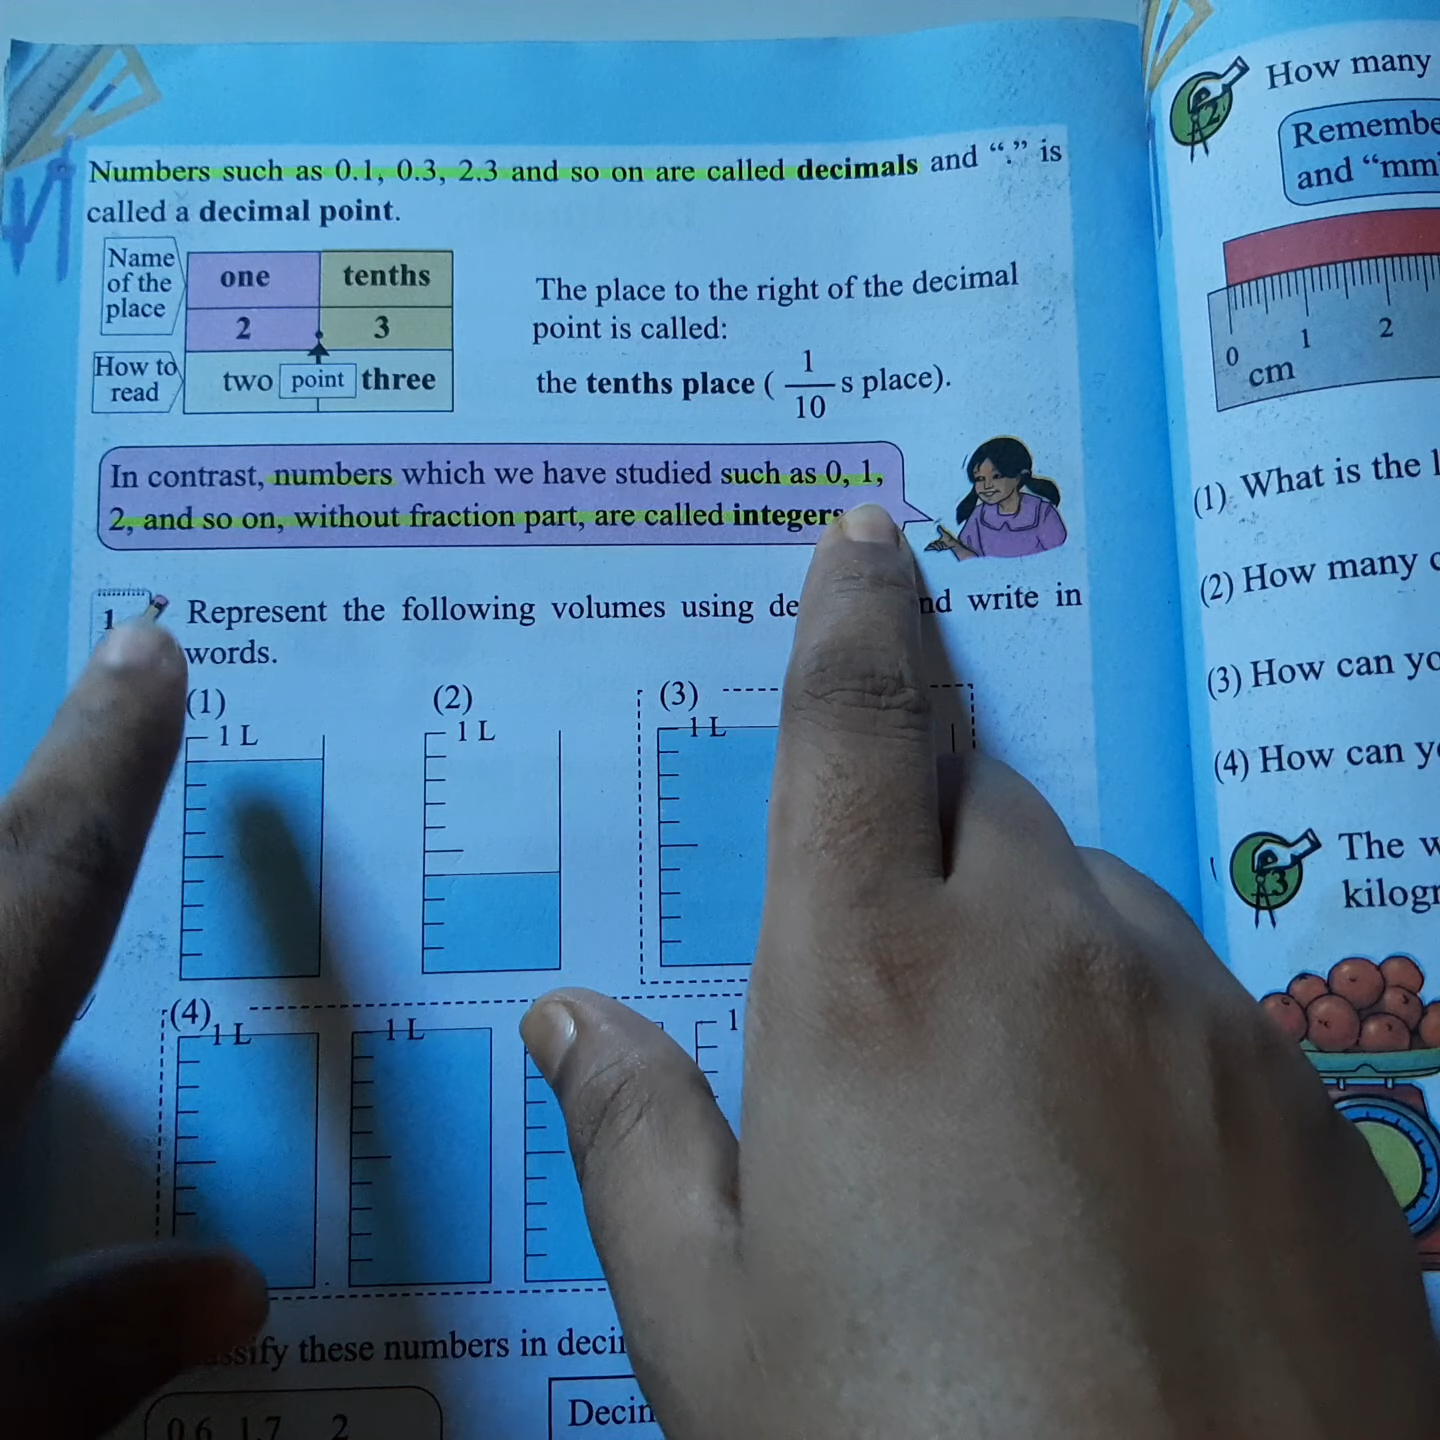 Numbers such as 0.1, 0.3, 2.3 and so on are called decimals and “.” is
called a decimal point.
Name of the place
one tenths
2 . 3
How to read
two point three
The place to the right of the decimal
point is called:
the tenths place ( 1/10 s place).
In contrast, numbers which we have studied such as 0, 1,
2, and so on, without fraction part, are called integers
1
Represent the following volumes using de nd write in
words.
(1)
1 L
(2)
1 L
(3)
1 L
(4)
1 L
1 L
1
ssify these numbers in deci
0.6 1.7 2
Decin
2
How many
Remembe
and “mm
0 1 2
cm
(1) What is the l
(2) How many c
(3) How can yo
(4) How can y
3
The w
kilogr